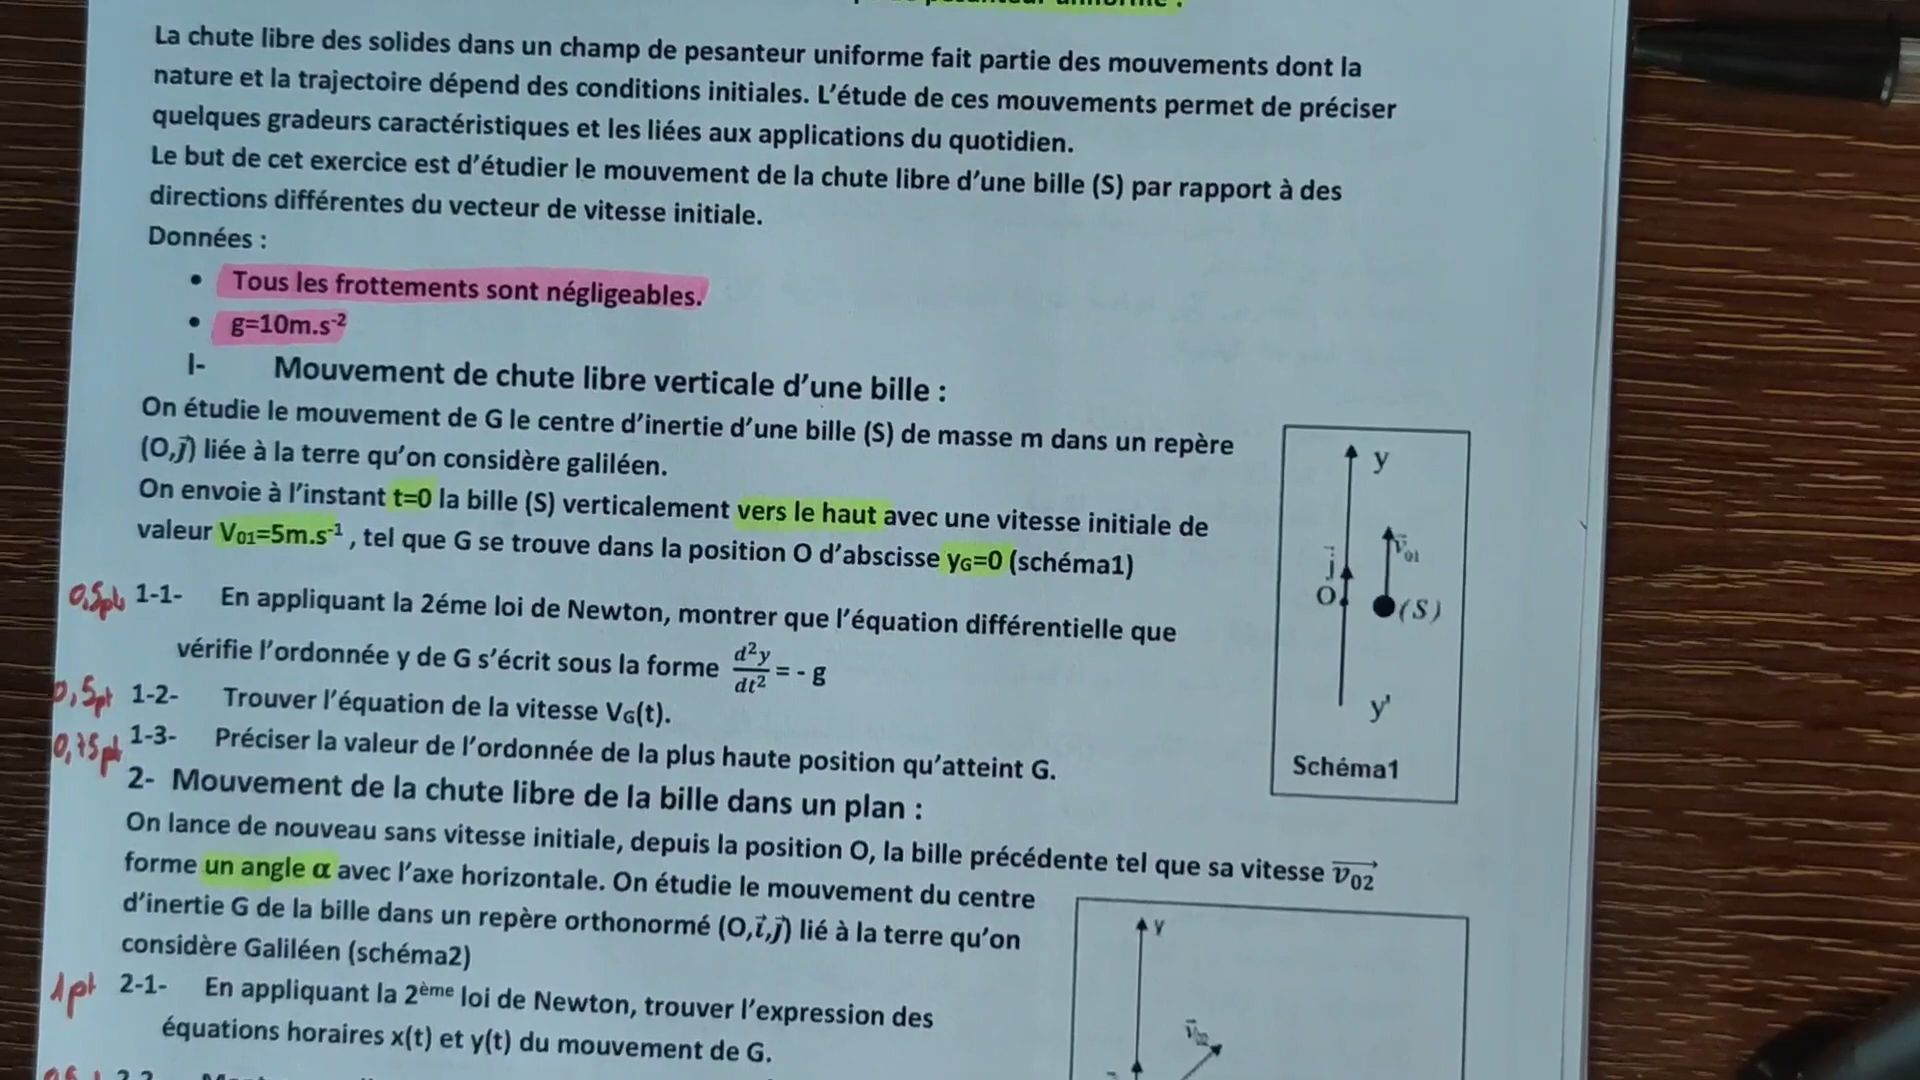 pesanteur uniforme :
La chute libre des solides dans un champ de pesanteur uniforme fait partie des mouvements dont la
nature et la trajectoire dépend des conditions initiales. L'étude de ces mouvements permet de préciser
quelques gradeurs caractéristiques et les liées aux applications du quotidien.
Le but de cet exercice est d'étudier le mouvement de la chute libre d'une bille (S) par rapport à des
directions différentes du vecteur de vitesse initiale.
Données :
• Tous les frottements sont négligeables.
• g=10m.s⁻²
I- Mouvement de chute libre verticale d'une bille :
On étudie le mouvement de G le centre d'inertie d'une bille (S) de masse m dans un repère
(O,j⃗) liée à la terre qu'on considère galiléen.
On envoie à l'instant t=0 la bille (S) verticalement vers le haut avec une vitesse initiale de
valeur V₀₁=5m.s⁻¹ , tel que G se trouve dans la position O d'abscisse yG=0 (schéma1)
0,5pt 1-1- En appliquant la 2éme loi de Newton, montrer que l'équation différentielle que
vérifie l'ordonnée y de G s'écrit sous la forme d²y/dt² = - g
0,5pt 1-2- Trouver l'équation de la vitesse VG(t).
0,75pt 1-3- Préciser la valeur de l'ordonnée de la plus haute position qu'atteint G.
y
v⃗₀₁
j⃗
O
(S)
y'
Schéma1
2- Mouvement de la chute libre de la bille dans un plan :
On lance de nouveau sans vitesse initiale, depuis la position O, la bille précédente tel que sa vitesse v₀₂⃗
forme un angle α avec l'axe horizontale. On étudie le mouvement du centre
d'inertie G de la bille dans un repère orthonormé (O,i⃗,j⃗) lié à la terre qu'on
considère Galiléen (schéma2)
1pt 2-1- En appliquant la 2ème loi de Newton, trouver l'expression des
équations horaires x(t) et y(t) du mouvement de G.
y
v⃗₀₂